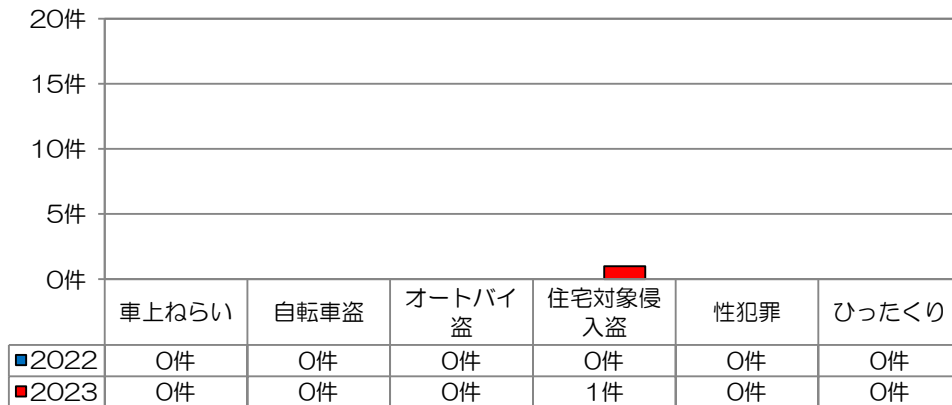 20件
15件
10件
5件
0件
車上ねらい 自転車盗 オートバイ盗 住宅対象侵入盗 性犯罪 ひったくり
2022 0件 0件 0件 0件 0件 0件
2023 0件 0件 0件 1件 0件 0件